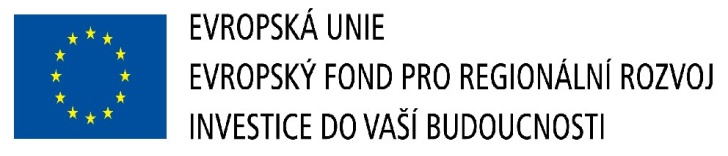 EVROPSKÁ UNIE
EVROPSKÝ FOND PRO REGIONÁLNÍ ROZVOJ
INVESTICE DO VAŠÍ BUDOUCNOSTI